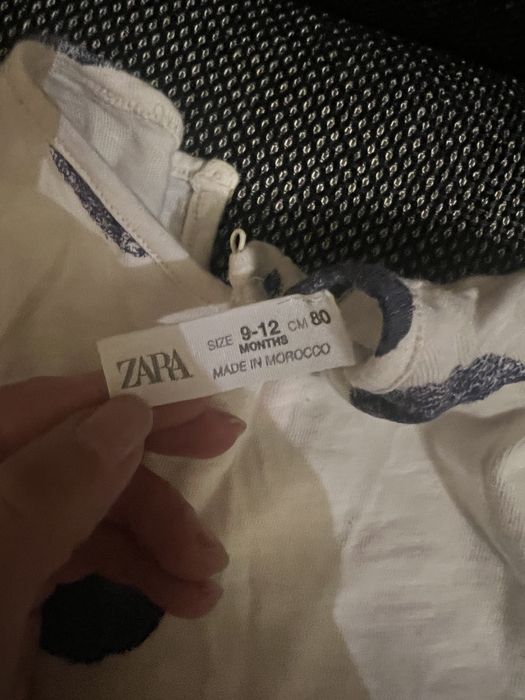 ZARA
SIZE 9-12 CM 80
MONTHS
MADE IN MOROCCO